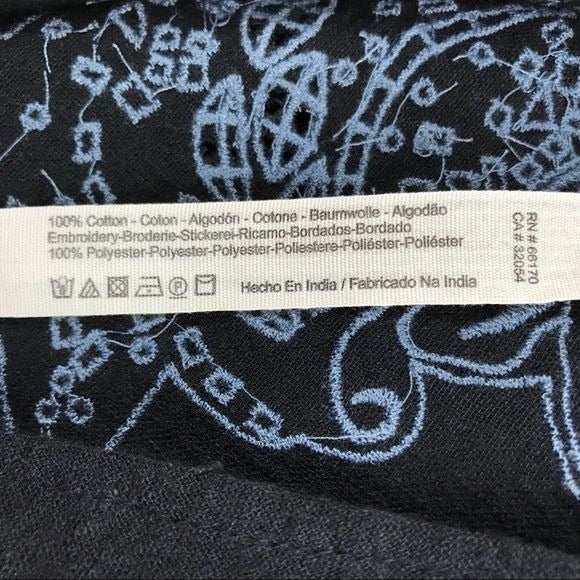 100% Cotton - Coton - Algodón - Cotone - Baumwolle - Algodão
Embroidery-Broderie-Stickerei-Ricamo-Bordados-Bordado
100% Polyester-Polyester-Polyester-Poliestere-Poliéster-Poliéster
Hecho En India / Fabricado Na India
RN # 66170
CA # 32054